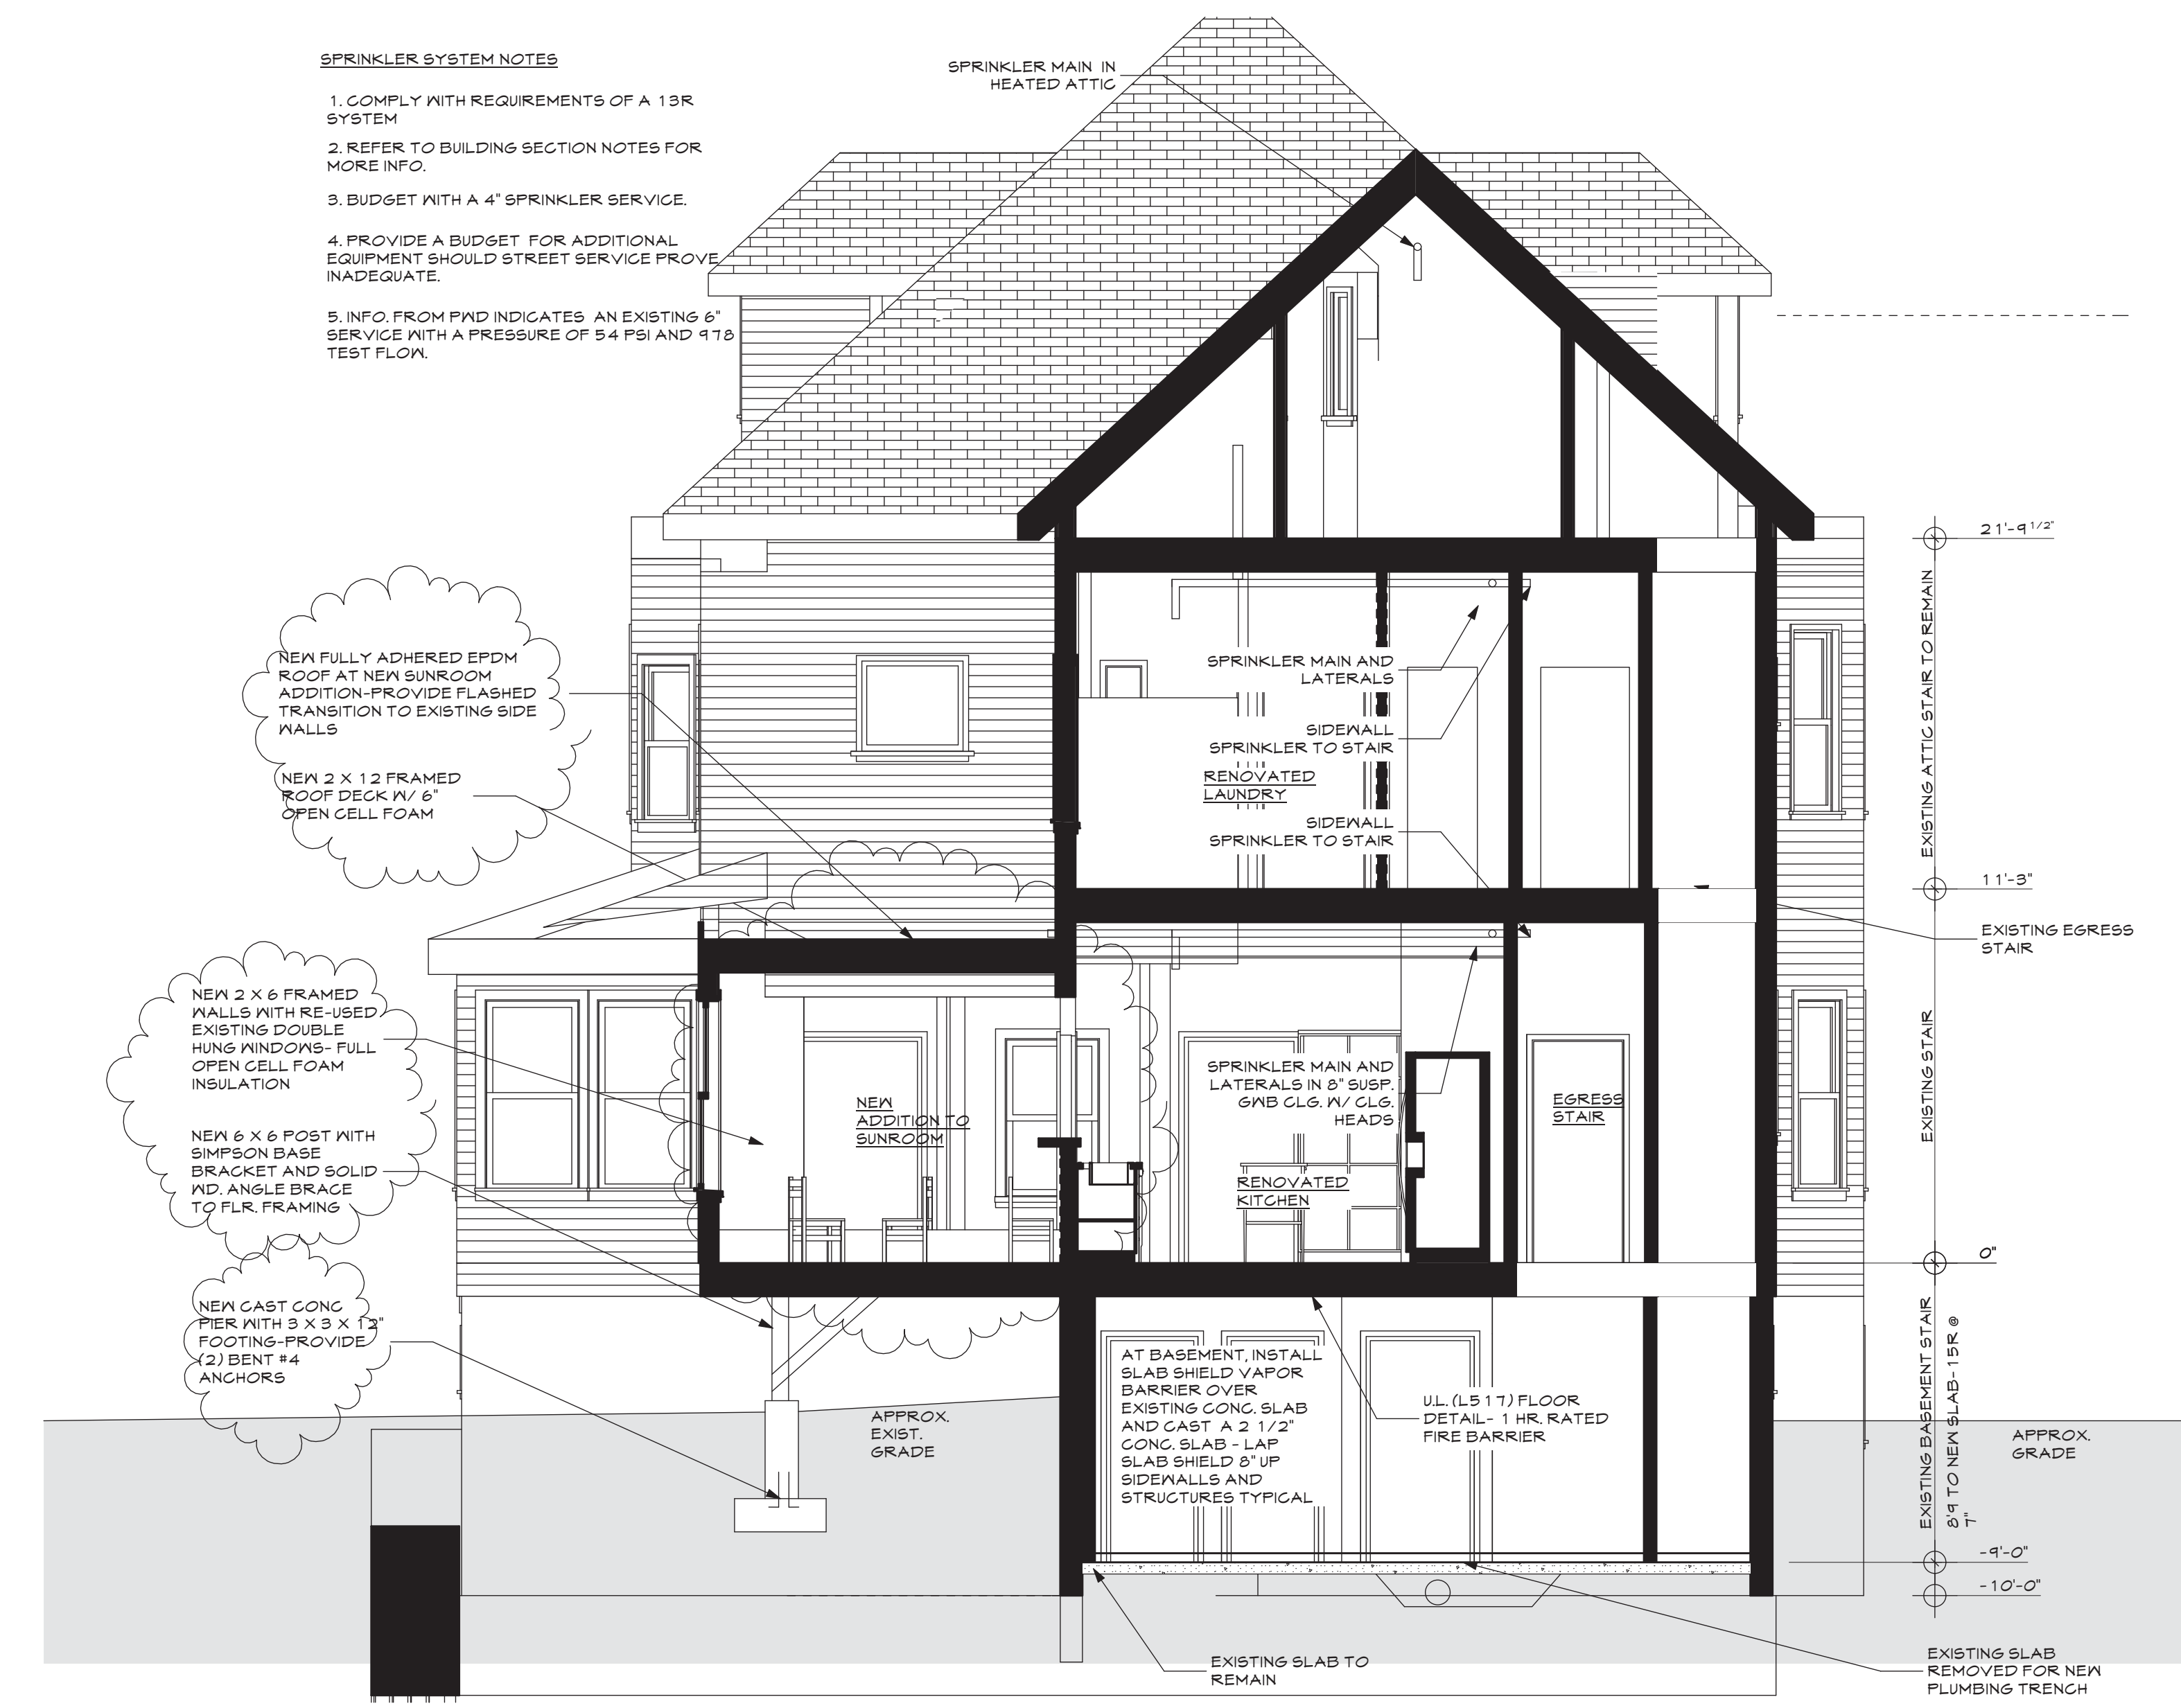 SPRINKLER SYSTEM NOTES
1. COMPLY WITH REQUIREMENTS OF A 13R
SYSTEM
2. REFER TO BUILDING SECTION NOTES FOR
MORE INFO.
3. BUDGET WITH A 4" SPRINKLER SERVICE.
4. PROVIDE A BUDGET FOR ADDITIONAL
EQUIPMENT SHOULD STREET SERVICE PROVE
INADEQUATE.
5. INFO. FROM PWD INDICATES AN EXISTING 6"
SERVICE WITH A PRESSURE OF 54 PSI AND 978
TEST FLOW.
SPRINKLER MAIN IN
HEATED ATTIC
NEW FULLY ADHERED EPDM
ROOF AT NEW SUNROOM
ADDITION-PROVIDE FLASHED
TRANSITION TO EXISTING SIDE
WALLS
NEW 2 X 12 FRAMED
ROOF DECK W/ 6"
OPEN CELL FOAM
NEW 2 X 6 FRAMED
WALLS WITH RE-USED
EXISTING DOUBLE
HUNG WINDOWS- FULL
OPEN CELL FOAM
INSULATION
NEW 6 X 6 POST WITH
SIMPSON BASE
BRACKET AND SOLID
WD. ANGLE BRACE
TO FLR. FRAMING
NEW CAST CONC
PIER WITH 3 X 3 X 12"
FOOTING-PROVIDE
(2) BENT #4
ANCHORS
SPRINKLER MAIN AND
LATERALS
SIDEWALL
SPRINKLER TO STAIR
RENOVATED
LAUNDRY
SIDEWALL
SPRINKLER TO STAIR
NEW
ADDITION TO
SUNROOM
SPRINKLER MAIN AND
LATERALS IN 8" SUSP.
GWB CLG. W/ CLG.
HEADS
RENOVATED
KITCHEN
EGRESS
STAIR
APPROX.
EXIST.
GRADE
AT BASEMENT, INSTALL
SLAB SHIELD VAPOR
BARRIER OVER
EXISTING CONC. SLAB
AND CAST A 2 1/2"
CONC. SLAB - LAP
SLAB SHIELD 8" UP
SIDEWALLS AND
STRUCTURES TYPICAL
U.L. (L517) FLOOR
DETAIL- 1 HR. RATED
FIRE BARRIER
EXISTING SLAB TO
REMAIN
21'-9 1/2"
EXISTING ATTIC STAIR TO REMAIN
11'-3"
EXISTING EGRESS
STAIR
EXISTING STAIR
0"
EXISTING BASEMENT STAIR
8'9 TO NEW SLAB- 15R @
7"
APPROX.
GRADE
-9'-0"
-10'-0"
EXISTING SLAB
REMOVED FOR NEW
PLUMBING TRENCH